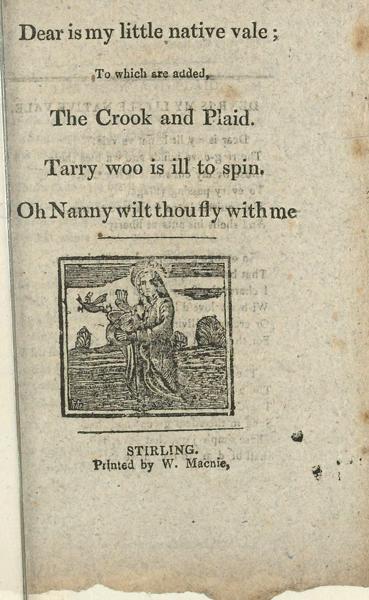 Dear is my little native vale;
To which are added,
The Crook and Plaid.
Tarry woo is ill to spin.
Oh Nanny wilt thou fly with me
STIRLING.
Printed by W. Macnie,